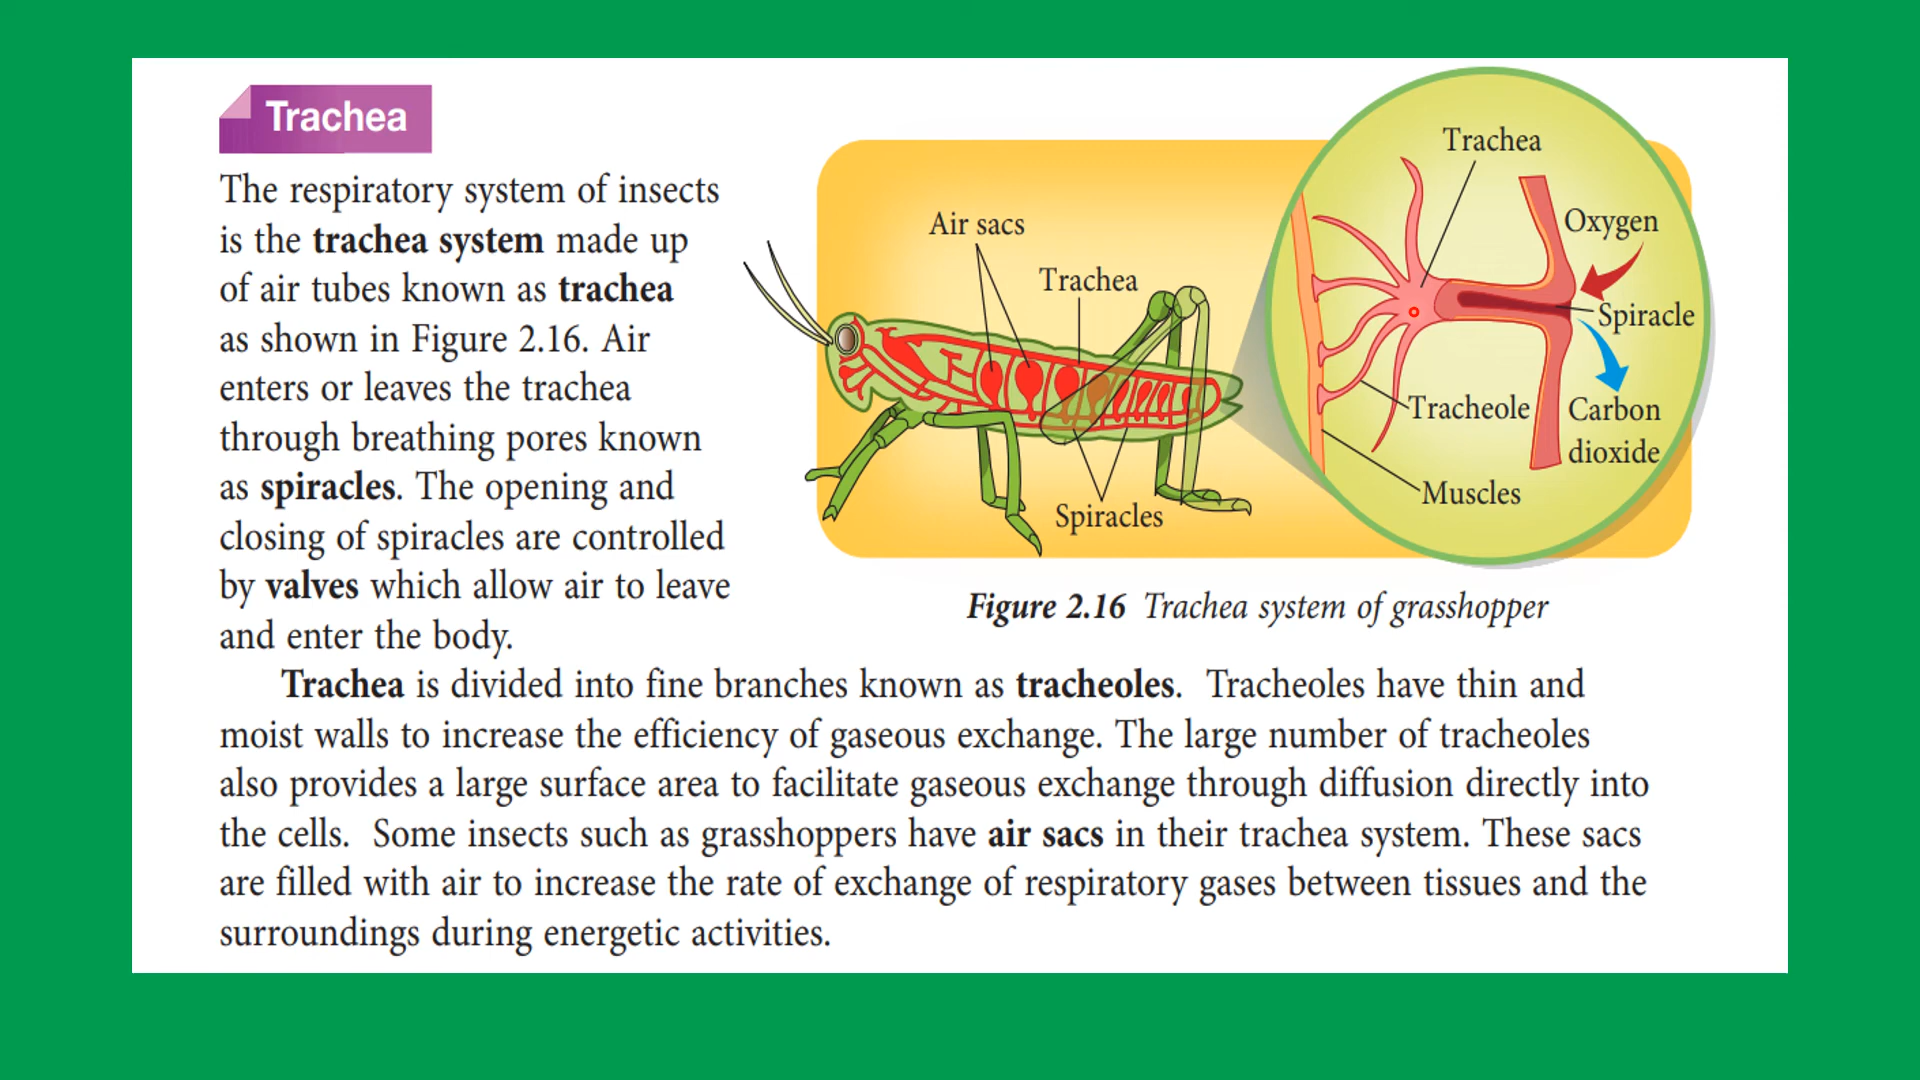 Trachea
The respiratory system of insects
is the trachea system made up
of air tubes known as trachea
as shown in Figure 2.16. Air
enters or leaves the trachea
through breathing pores known
as spiracles. The opening and
closing of spiracles are controlled
by valves which allow air to leave
and enter the body.
Air sacs
Trachea
Spiracles
Trachea
Oxygen
Spiracle
Tracheole
Carbon
dioxide
Muscles
Figure 2.16 Trachea system of grasshopper
Trachea is divided into fine branches known as tracheoles. Tracheoles have thin and
moist walls to increase the efficiency of gaseous exchange. The large number of tracheoles
also provides a large surface area to facilitate gaseous exchange through diffusion directly into
the cells. Some insects such as grasshoppers have air sacs in their trachea system. These sacs
are filled with air to increase the rate of exchange of respiratory gases between tissues and the
surroundings during energetic activities.